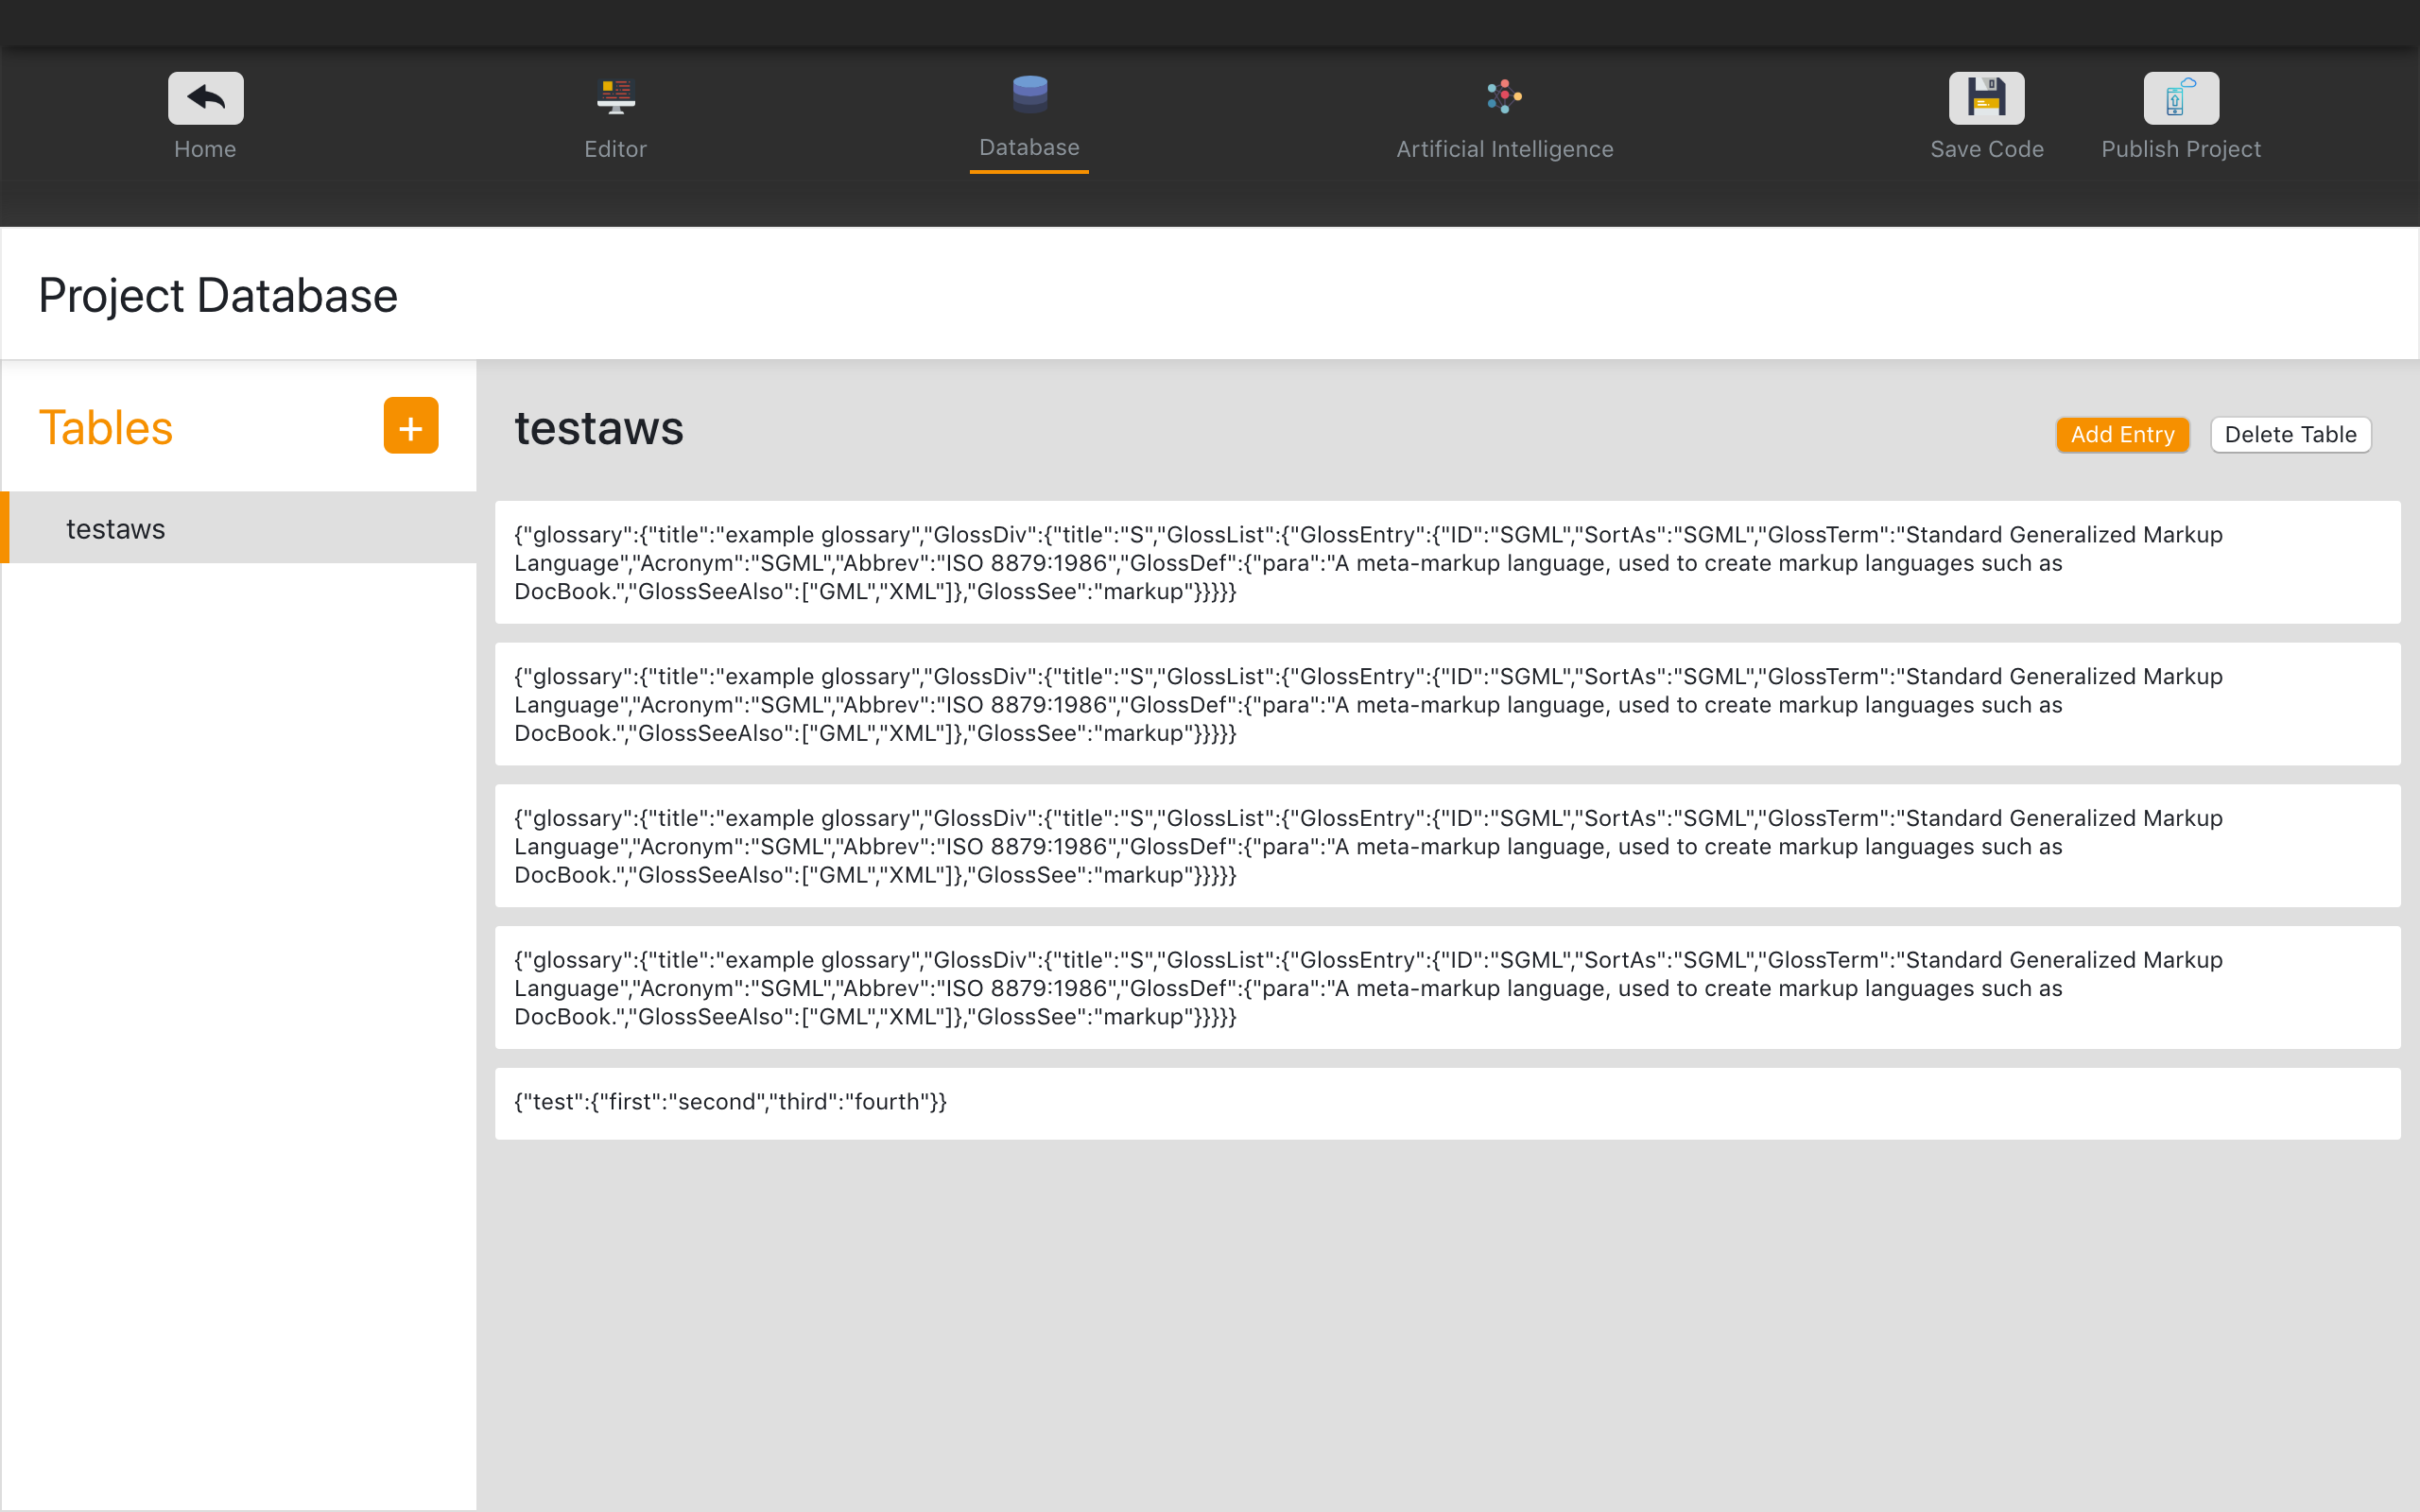 Home
Editor
Database
Artificial Intelligence
Save Code
Publish Project
Project Database
Tables
+
testaws
testaws
Add Entry
Delete Table
{"glossary":{"title":"example glossary","GlossDiv":{"title":"S","GlossList":{"GlossEntry":{"ID":"SGML","SortAs":"SGML","GlossTerm":"Standard Generalized Markup
Language","Acronym":"SGML","Abbrev":"ISO 8879:1986","GlossDef":{"para":"A meta-markup language, used to create markup languages such as
DocBook.","GlossSeeAlso":["GML","XML"]},"GlossSee":"markup"}}}}}
{"glossary":{"title":"example glossary","GlossDiv":{"title":"S","GlossList":{"GlossEntry":{"ID":"SGML","SortAs":"SGML","GlossTerm":"Standard Generalized Markup
Language","Acronym":"SGML","Abbrev":"ISO 8879:1986","GlossDef":{"para":"A meta-markup language, used to create markup languages such as
DocBook.","GlossSeeAlso":["GML","XML"]},"GlossSee":"markup"}}}}}
{"glossary":{"title":"example glossary","GlossDiv":{"title":"S","GlossList":{"GlossEntry":{"ID":"SGML","SortAs":"SGML","GlossTerm":"Standard Generalized Markup
Language","Acronym":"SGML","Abbrev":"ISO 8879:1986","GlossDef":{"para":"A meta-markup language, used to create markup languages such as
DocBook.","GlossSeeAlso":["GML","XML"]},"GlossSee":"markup"}}}}}
{"glossary":{"title":"example glossary","GlossDiv":{"title":"S","GlossList":{"GlossEntry":{"ID":"SGML","SortAs":"SGML","GlossTerm":"Standard Generalized Markup
Language","Acronym":"SGML","Abbrev":"ISO 8879:1986","GlossDef":{"para":"A meta-markup language, used to create markup languages such as
DocBook.","GlossSeeAlso":["GML","XML"]},"GlossSee":"markup"}}}}}
{"test":{"first":"second","third":"fourth"}}